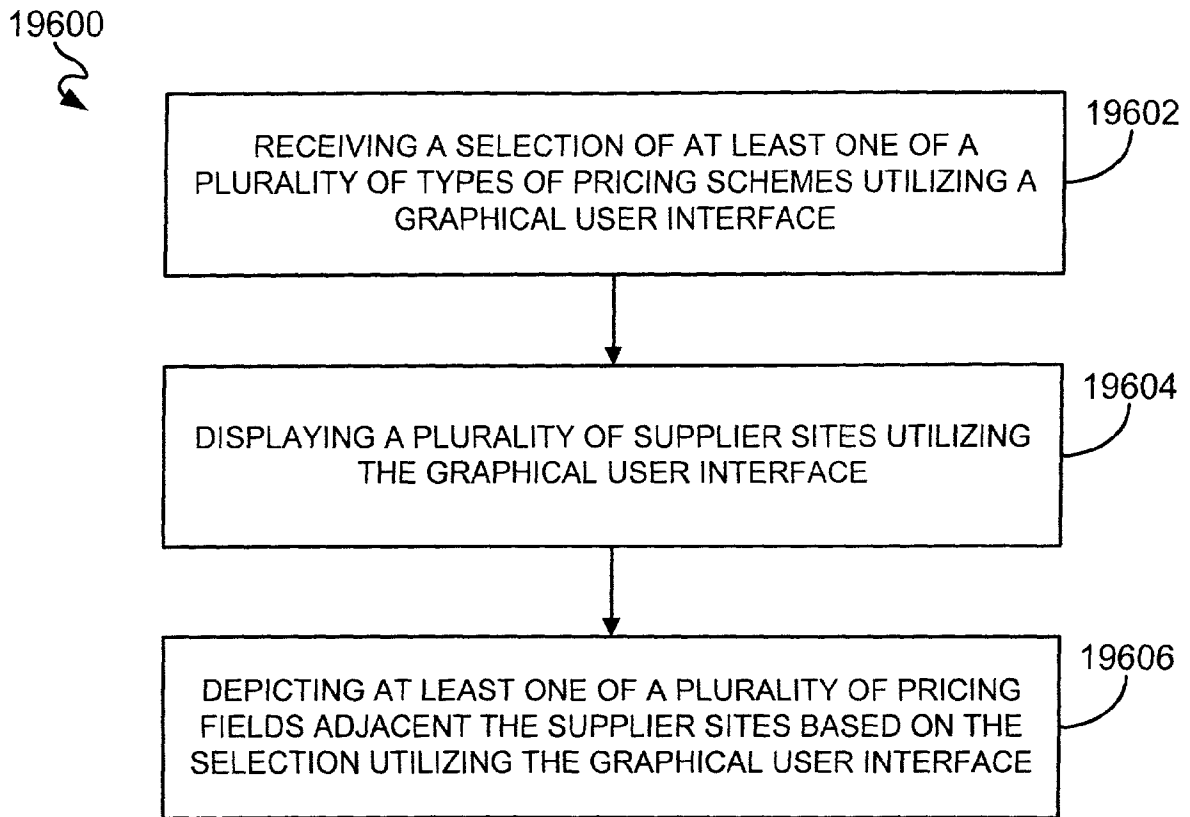 19600
19602
RECEIVING A SELECTION OF AT LEAST ONE OF A
PLURALITY OF TYPES OF PRICING SCHEMES UTILIZING A
GRAPHICAL USER INTERFACE
19604
DISPLAYING A PLURALITY OF SUPPLIER SITES UTILIZING
THE GRAPHICAL USER INTERFACE
19606
DEPICTING AT LEAST ONE OF A PLURALITY OF PRICING
FIELDS ADJACENT THE SUPPLIER SITES BASED ON THE
SELECTION UTILIZING THE GRAPHICAL USER INTERFACE